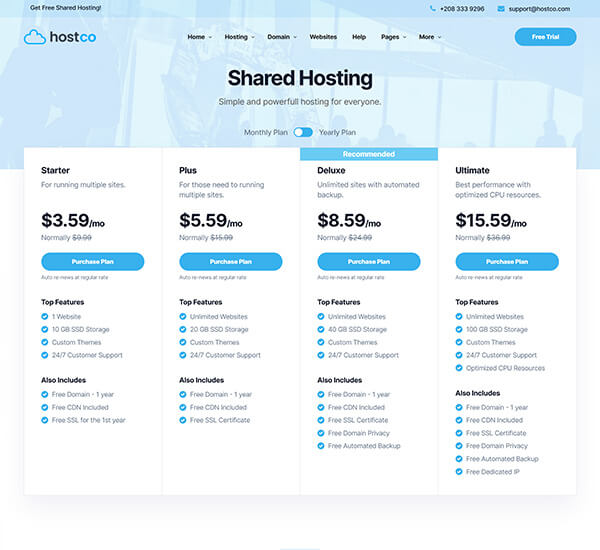 Get Free Shared Hosting!
+208 333 9296
support@hostco.com
hostco
Home
Hosting
Domain
Websites
Help
Pages
More
Free Trial
Shared Hosting
Simple and powerfull hosting for everyone.
Monthly Plan
Yearly Plan
Starter
For running multiple sites.
$3.59/mo
Normally $9.99
Purchase Plan
Auto re-news at regular rate
Top Features
1 Website
10 GB SSD Storage
Custom Themes
24/7 Customer Support
Also Includes
Free Domain - 1 year
Free CDN Included
Free SSL for the 1st year
Plus
For those need to running
multiple sites.
$5.59/mo
Normally $15.99
Purchase Plan
Auto re-news at regular rate
Top Features
Unlimited Websites
20 GB SSD Storage
Custom Themes
24/7 Customer Support
Also Includes
Free Domain - 1 year
Free CDN Included
Free SSL Certificate
Recommended
Deluxe
Unlimited sites with automated
backup.
$8.59/mo
Normally $24.99
Purchase Plan
Auto re-news at regular rate
Top Features
Unlimited Websites
40 GB SSD Storage
Custom Themes
24/7 Customer Support
Also Includes
Free Domain - 1 year
Free CDN Included
Free SSL Certificate
Free Domain Privacy
Free Automated Backup
Ultimate
Best performance with
optimized CPU resources.
$15.59/mo
Normally $36.99
Purchase Plan
Auto re-news at regular rate
Top Features
Unlimited Websites
100 GB SSD Storage
Custom Themes
24/7 Customer Support
Optimized CPU Resources
Also Includes
Free Domain - 1 year
Free CDN Included
Free SSL Certificate
Free Domain Privacy
Free Automated Backup
Free Dedicated IP